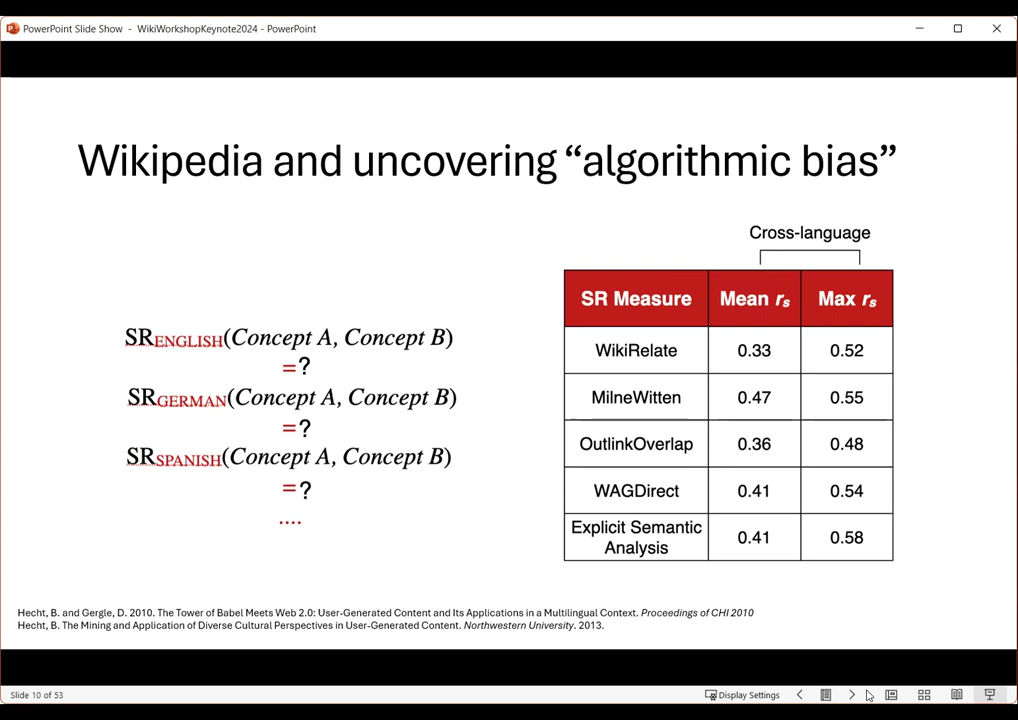 PowerPoint Slide Show - WikiWorkshopKeynote2024 - PowerPoint
Wikipedia and uncovering “algorithmic bias”
SRENGLISH(Concept A, Concept B)
=?
SRGERMAN(Concept A, Concept B)
=?
SRSPANISH(Concept A, Concept B)
=?
....
Cross-language
SR Measure Mean rs Max rs
WikiRelate 0.33 0.52
MilneWitten 0.47 0.55
OutlinkOverlap 0.36 0.48
WAGDirect 0.41 0.54
Explicit Semantic
Analysis 0.41 0.58
Hecht, B. and Gergle, D. 2010. The Tower of Babel Meets Web 2.0: User-Generated Content and Its Applications in a Multilingual Context. Proceedings of CHI 2010
Hecht, B. The Mining and Application of Diverse Cultural Perspectives in User-Generated Content. Northwestern University. 2013.
Slide 10 of 53
Display Settings